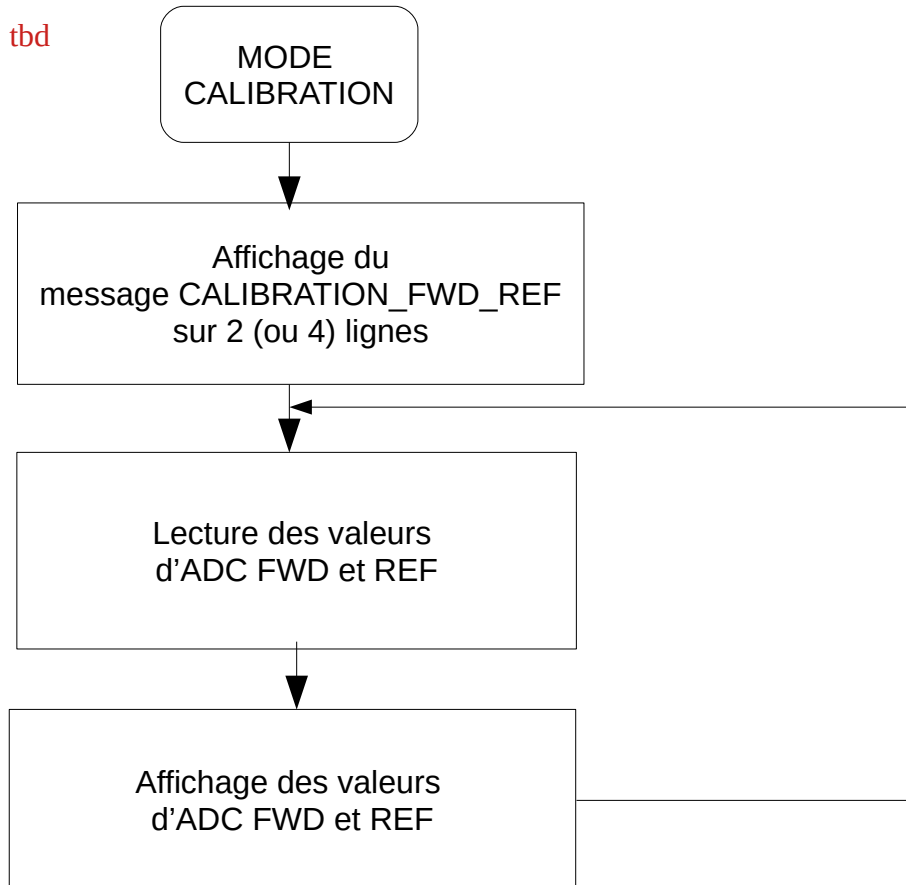 tbd
MODE
CALIBRATION
Affichage du
message CALIBRATION_FWD_REF
sur 2 (ou 4) lignes
Lecture des valeurs
d’ADC FWD et REF
Affichage des valeurs
d’ADC FWD et REF